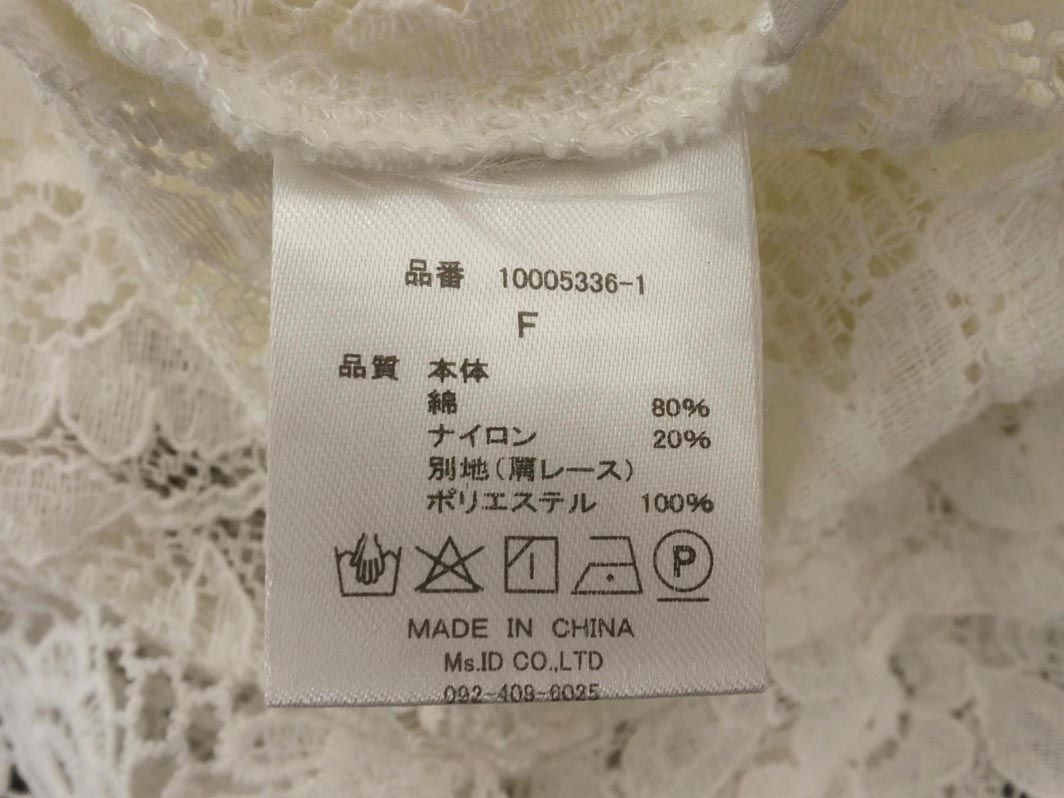 品番 10005336-1
F
品質 本体
綿 80%
ナイロン 20%
別地(肩レース)
ポリエステル 100%
P
MADE IN CHINA
Ms.ID CO.,LTD
092-409-6025